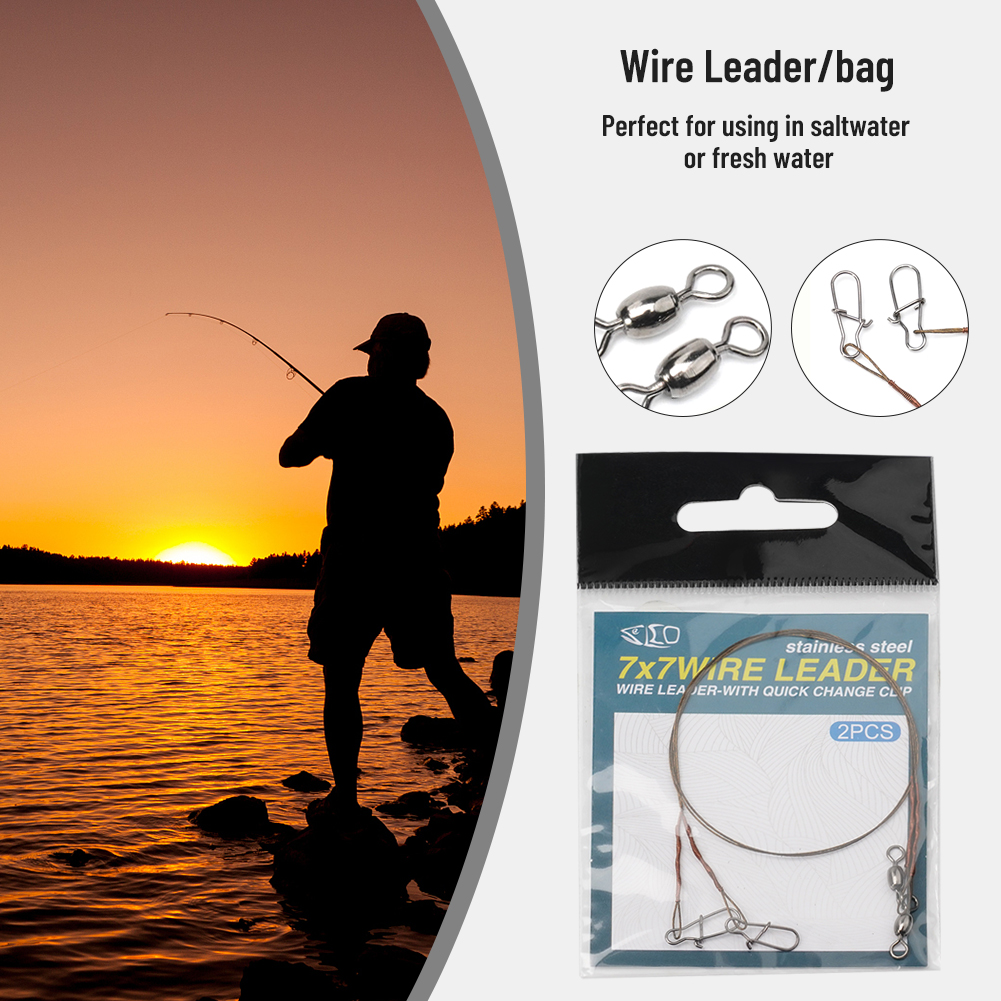 Wire Leader/bag
Perfect for using in saltwater
or fresh water
stainless steel
7x7WIRE LEADER
WIRE LEADER-WITH QUICK CHANGE CLIP
2PCS